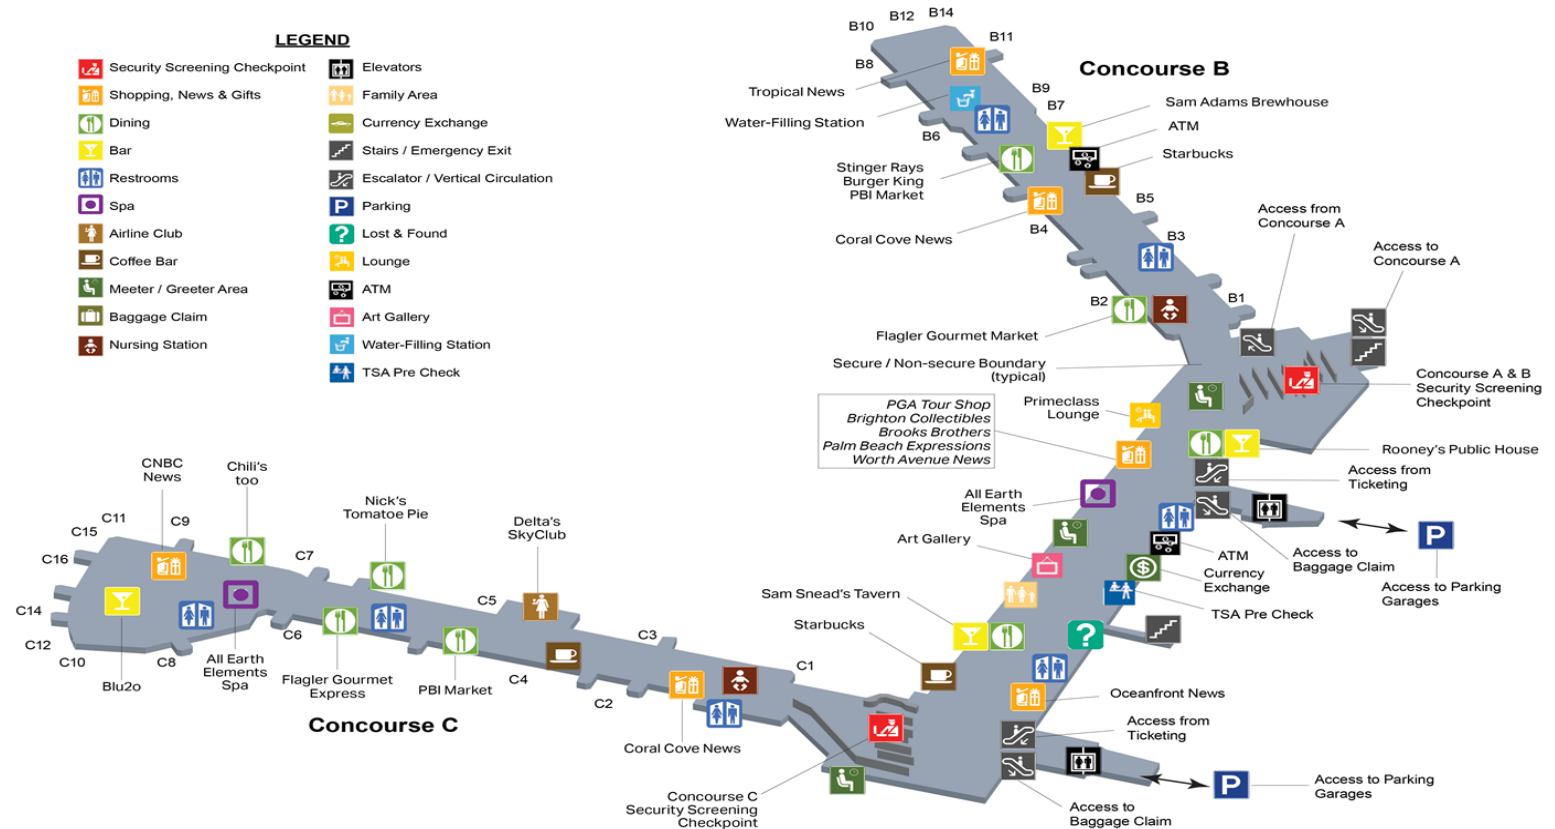 LEGEND
Security Screening Checkpoint
Shopping, News & Gifts
Dining
Bar
Restrooms
Spa
Airline Club
Coffee Bar
Meeter / Greeter Area
Baggage Claim
Nursing Station
Elevators
Family Area
Currency Exchange
Stairs / Emergency Exit
Escalator / Vertical Circulation
Parking
Lost & Found
Lounge
ATM
Art Gallery
Water-Filling Station
TSA Pre Check
Concourse B
B10
B12
B14
B11
B8
B9
B7
B6
B5
B4
B3
B2
B1
Tropical News
Water-Filling Station
Sam Adams Brewhouse
ATM
Starbucks
Stinger Rays
Burger King
PBI Market
Coral Cove News
Access from
Concourse A
Access to
Concourse A
Flagler Gourmet Market
Secure / Non-secure Boundary
(typical)
Concourse A & B
Security Screening
Checkpoint
Primeclass
Lounge
PGA Tour Shop
Brighton Collectibles
Brooks Brothers
Palm Beach Expressions
Worth Avenue News
Rooney's Public House
Access from
Ticketing
All Earth
Elements
Spa
Art Gallery
P
ATM
Currency
Exchange
$
Access to
Baggage Claim
Access to Parking
Garages
TSA Pre Check
Sam Snead's Tavern
Starbucks
?
Oceanfront News
Access from
Ticketing
P
Access to Parking
Garages
Access to
Baggage Claim
CNBC
News
Chili's
too
Nick's
Tomatoe Pie
Delta's
SkyClub
C15
C11
C9
C7
C5
C3
C1
C16
C14
C12
C10
C8
C6
C4
C2
Blu2o
All Earth
Elements
Spa
Flagler Gourmet
Express
PBI Market
Coral Cove News
Concourse C
Concourse C
Security Screening
Checkpoint